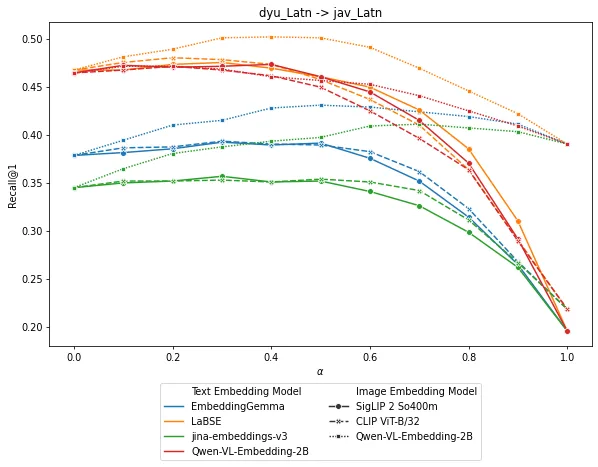 dyu_Latn -> jav_Latn
Recall@1
0.50
0.45
0.40
0.35
0.30
0.25
0.20
0.0 0.2 0.4 0.6 0.8 1.0
α
Text Embedding Model
EmbeddingGemma
LaBSE
jina-embeddings-v3
Qwen-VL-Embedding-2B
Image Embedding Model
SigLIP 2 So400m
CLIP ViT-B/32
Qwen-VL-Embedding-2B